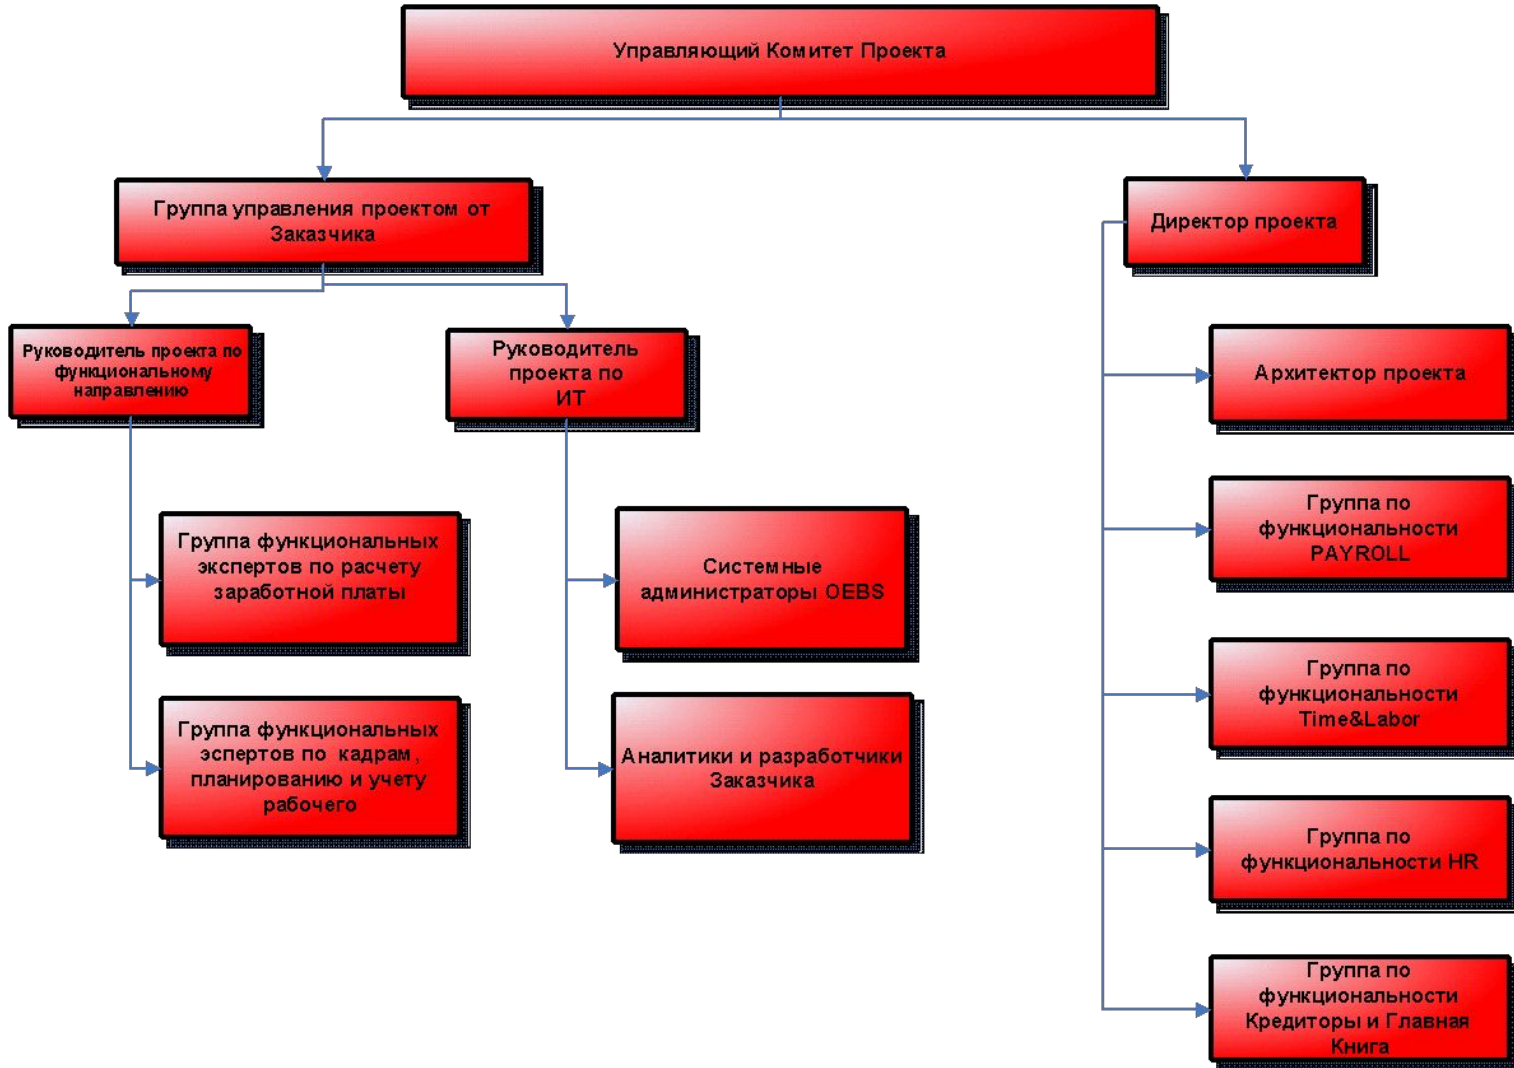 Управляющий Комитет Проекта
Группа управления проектом от
Заказчика
Директор проекта
Руководитель проекта по
функциональному
направлению
Руководитель
проекта по
ИТ
Архитектор проекта
Группа по
функциональности
PAYROLL
Группа функциональных
экспертов по расчету
заработной платы
Системные
администраторы OEBS
Группа по
функциональности
Time&Labor
Группа функциональных
эспертов по кадрам,
планированию и учету
рабочего
Аналитики и разработчики
Заказчика
Группа по
функциональности HR
Группа по
функциональности
Кредиторы и Главная
Книга